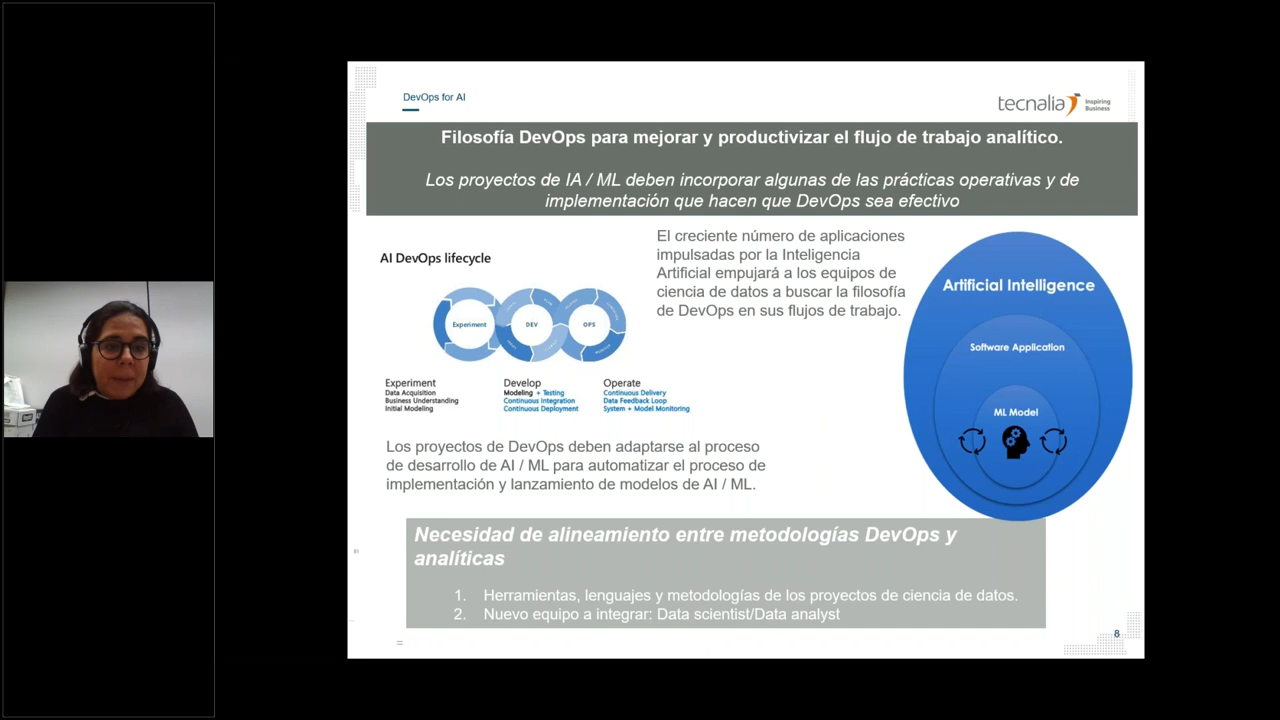 DevOps for AI
tecnalia Inspiring
Business
Filosofía DevOps para mejorar y productivizar el flujo de trabajo analítico.
Los proyectos de IA / ML deben incorporar algunas de las prácticas operativas y de
implementación que hacen que DevOps sea efectivo
AI DevOps lifecycle
Experiment
DEV
OPS
Experiment
Data Acquisition
Business Understanding
Initial Modeling
Develop
Modeling + Testing
Continuous Integration
Continuous Deployment
Operate
Continuous Delivery
Data Feedback Loop
System + Model Monitoring
El creciente número de aplicaciones
impulsadas por la Inteligencia
Artificial empujará a los equipos de
ciencia de datos a buscar la filosofía
de DevOps en sus flujos de trabajo.
Artificial Intelligence
Software Application
ML Model
Los proyectos de DevOps deben adaptarse al proceso
de desarrollo de AI / ML para automatizar el proceso de
implementación y lanzamiento de modelos de AI / ML.
Necesidad de alineamiento entre metodologías DevOps y
analíticas
1. Herramientas, lenguajes y metodologías de los proyectos de ciencia de datos.
2. Nuevo equipo a integrar: Data scientist/Data analyst
8